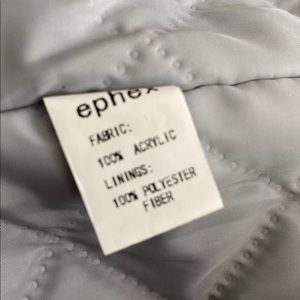 ephex
FABRIC:
100% ACRYLIC
LININGS:
100% POLYESTER
FIBER